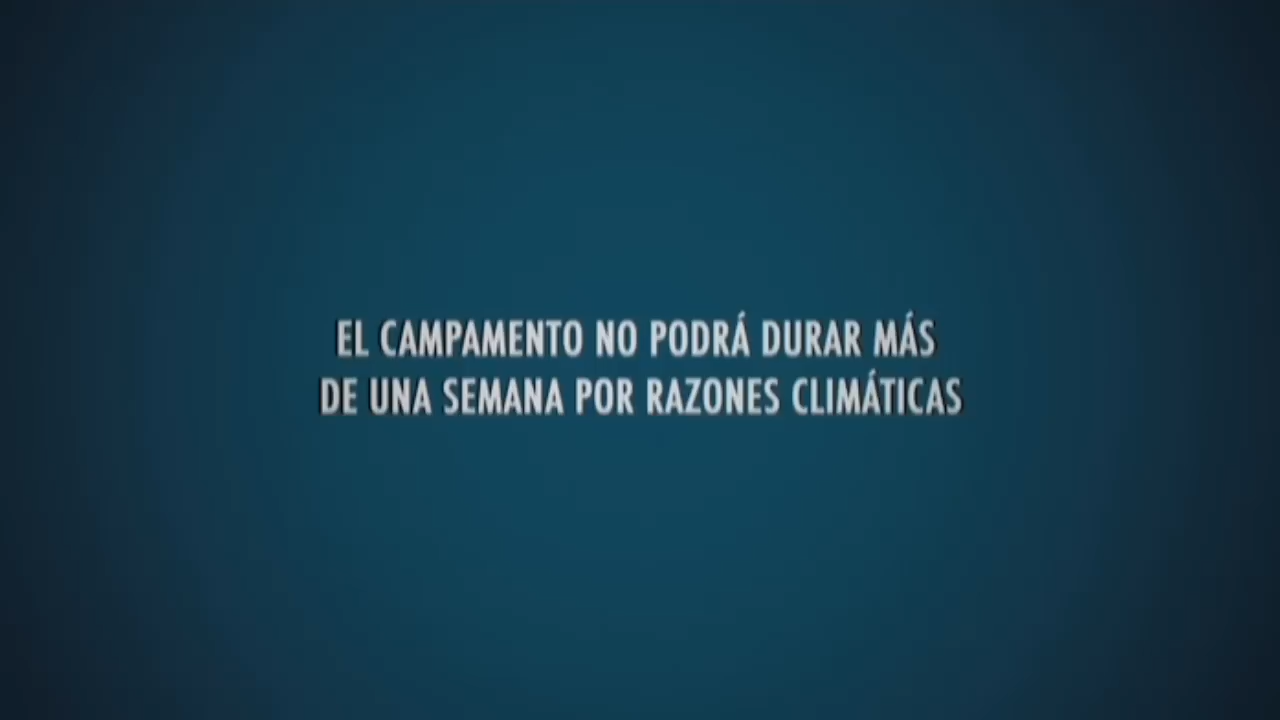 EL CAMPAMENTO NO PODRÁ DURAR MÁS
DE UNA SEMANA POR RAZONES CLIMÁTICAS